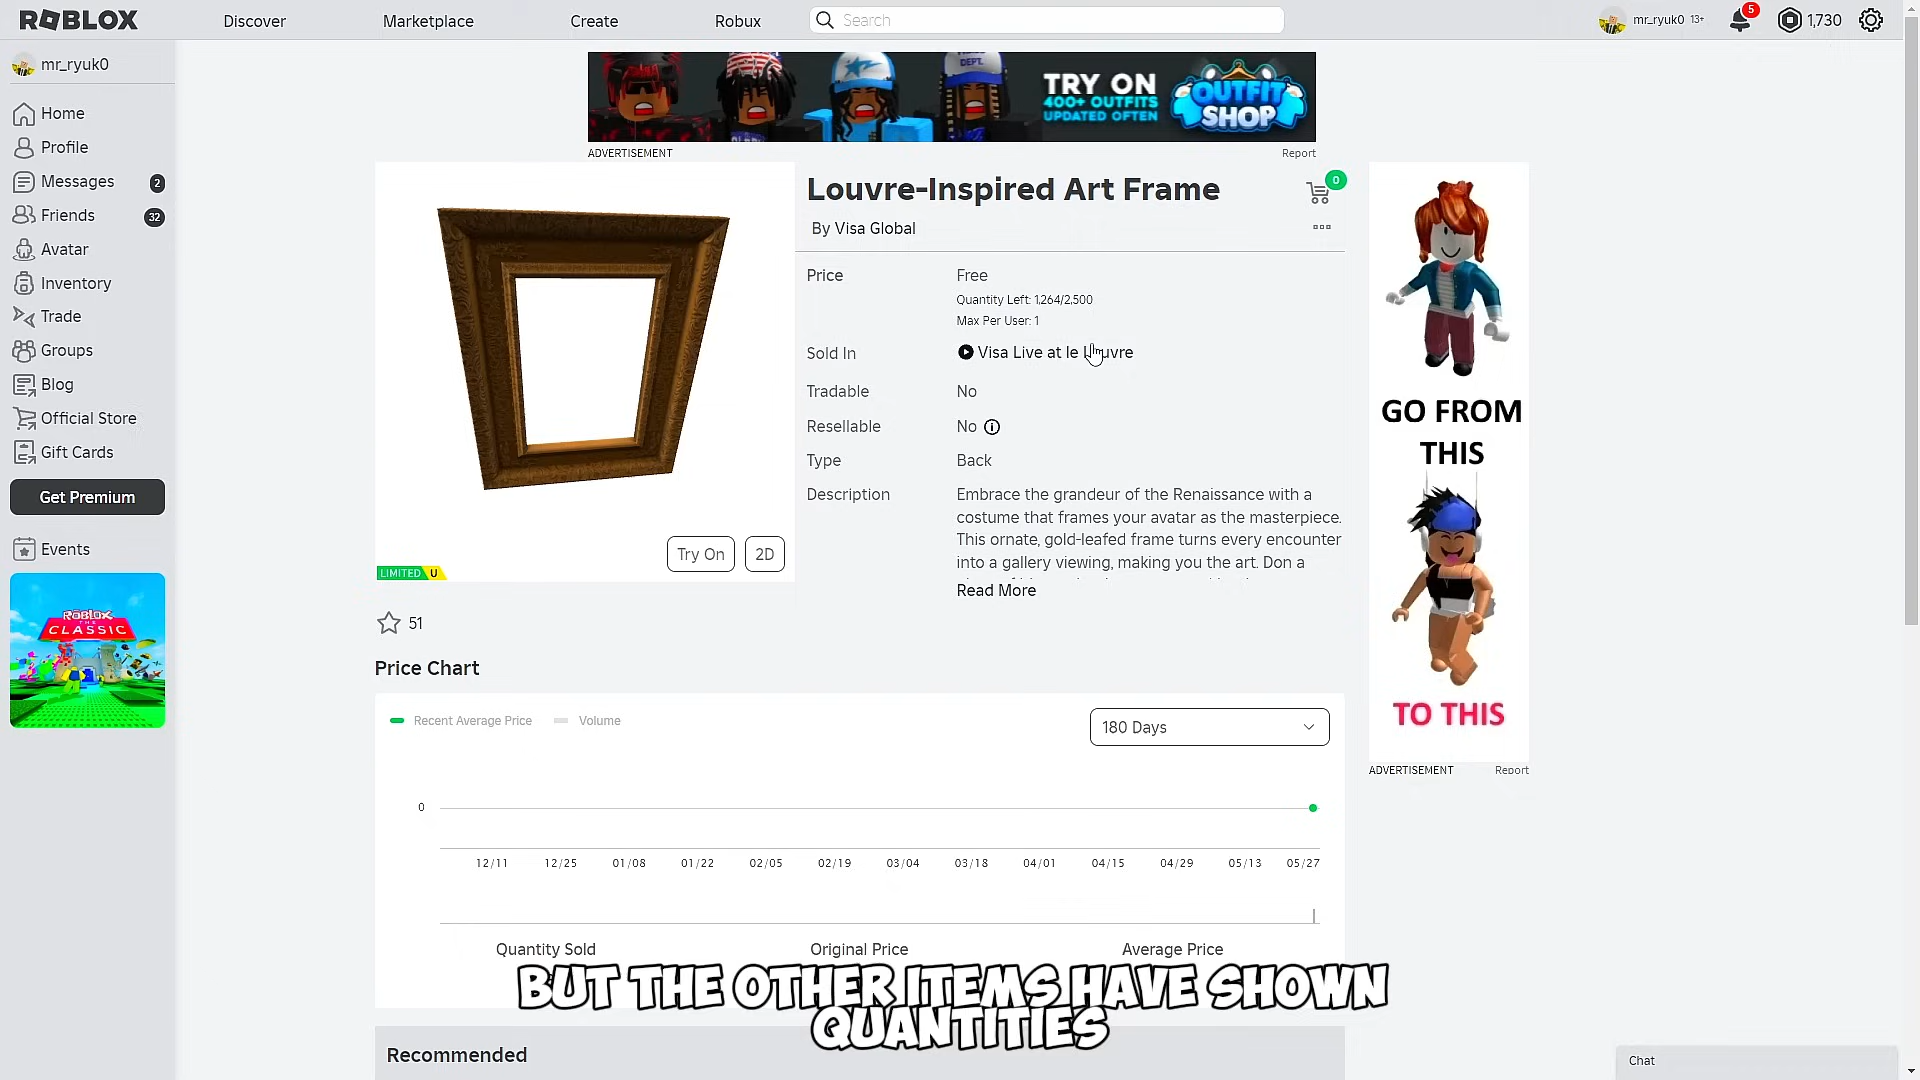 ROBLOX
Discover
Marketplace
Create
Robux
Search
mr_ryuk0 13+
5
1,730
mr_ryuk0
Home
Profile
Messages 2
Friends 32
Avatar
Inventory
Trade
Groups
Blog
Official Store
Gift Cards
Get Premium
Events
ROBLOX
THE
CLASSIC
DEPT.
TRY ON
400+ OUTFITS
UPDATED OFTEN
OUTFIT
SHOP
ADVERTISEMENT
Report
Louvre-Inspired Art Frame
0
By Visa Global
Price Free
Quantity Left: 1,264/2,500
Max Per User: 1
Sold In Visa Live at le Louvre
Tradable No
Resellable No
Type Back
Description Embrace the grandeur of the Renaissance with a
costume that frames your avatar as the masterpiece.
This ornate, gold-leafed frame turns every encounter
into a gallery viewing, making you the art. Don a
Read More
Try On
2D
LIMITED U
51
GO FROM
THIS
TO THIS
ADVERTISEMENT
Report
Price Chart
Recent Average Price
Volume
180 Days
0
12/11 12/25 01/08 01/22 02/05 02/19 03/04 03/18 04/01 04/15 04/29 05/13 05/27
Quantity Sold
Original Price
Average Price
BUT THE OTHER ITEMS HAVE SHOWN
QUANTITIES
Recommended
Chat